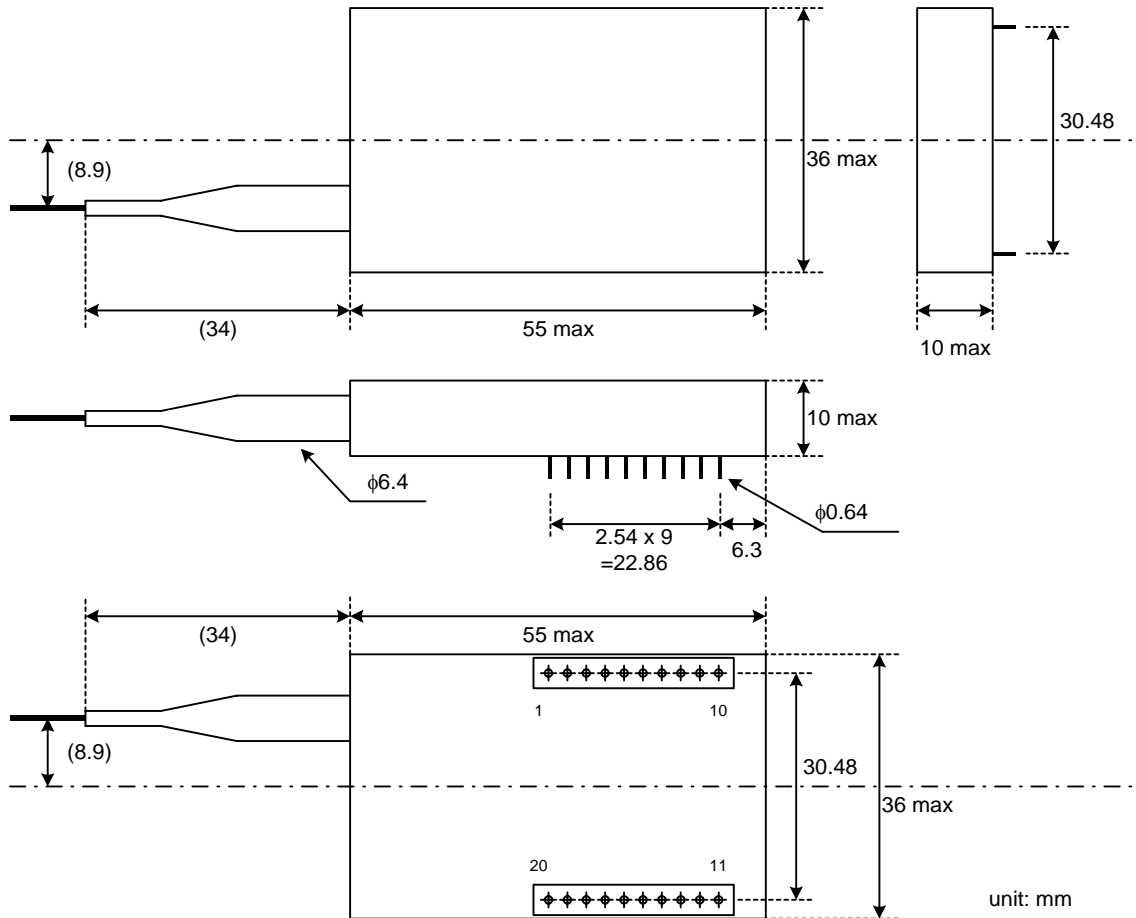 (8.9)
36 max
30.48
(34)
55 max
10 max
10 max
ϕ6.4
ϕ0.64
2.54 x 9
=22.86
6.3
(34)
55 max
1
10
(8.9)
30.48
36 max
20
11
unit: mm